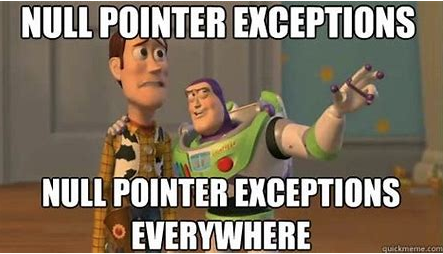 NULL POINTER EXCEPTIONS
NULL POINTER EXCEPTIONS
EVERYWHERE
quickmeme.com